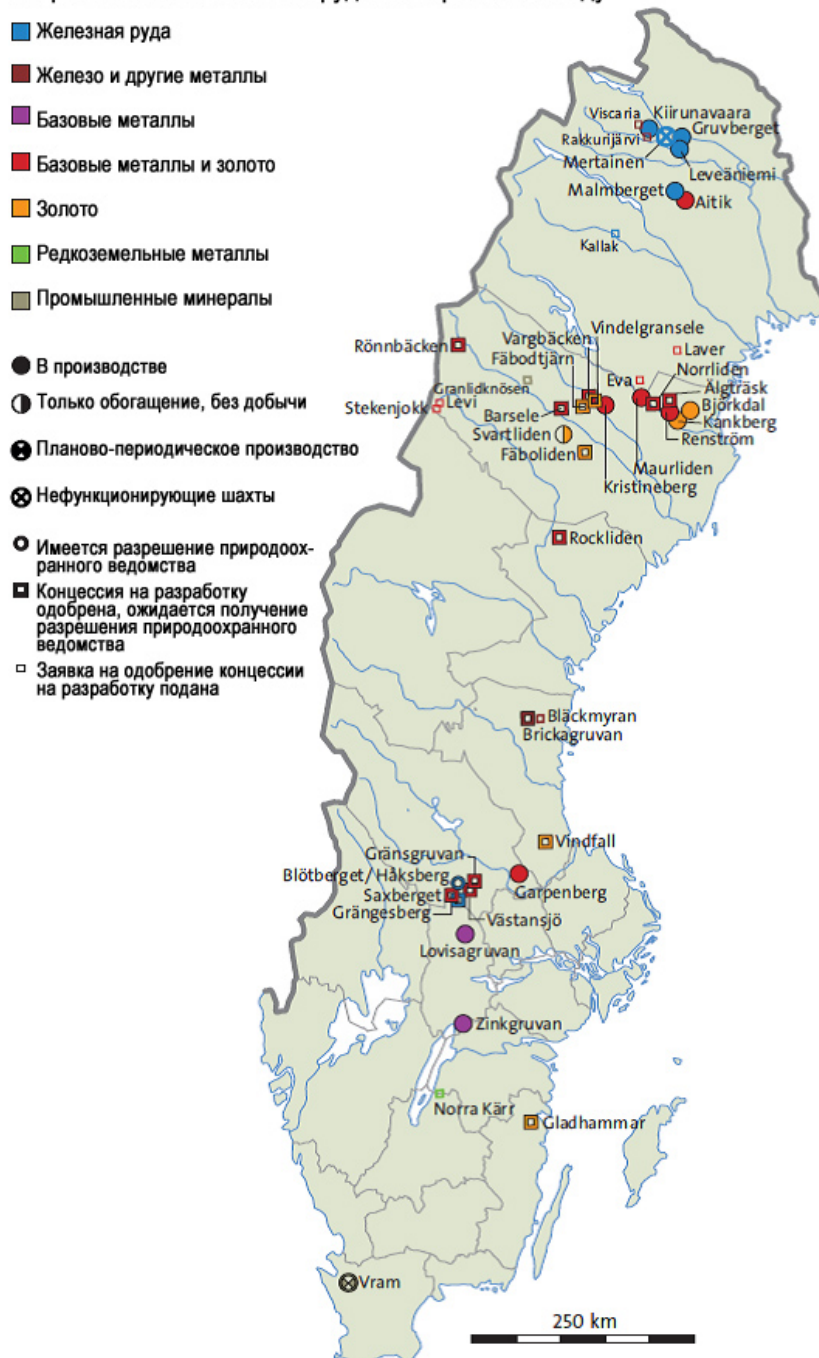 Железная руда
Железо и другие металлы
Базовые металлы
Базовые металлы и золото
Золото
Редкоземельные металлы
Промышленные минералы
В производстве
Только обогащение, без добычи
Планово-периодическое производство
Нефункционирующие шахты
Имеется разрешение природоох-
ранного ведомства
Концессия на разработку
одобрена, ожидается получение
разрешения природоохранного
ведомства
Заявка на одобрение концессии
на разработку подана
Viscaria
Kiirunavaara
Gruvberget
Rakkurijärvi
Mertainen
Leveäniemi
Malmberget
Aitik
Kallak
Rönnbäcken
Vargbäcken
Vindelgransele
Fäbodtjärn
Laver
Norrliden
Granlidknösen
Eva
Älgträsk
Levi
Stekenjokk
Barsele
Björkdal
Kankberg
Svartliden
Renström
Fäboliden
Maurliden
Kristineberg
Rockliden
Bläckmyran
Brickagruvan
Vindfall
Gränsgruvan
Blötberget/ Håksberg
Saxberget
Garpenberg
Grängesberg
Västansjö
Lovisagruvan
Zinkgruvan
Norra Kärr
Gladhammar
Vram
250 km